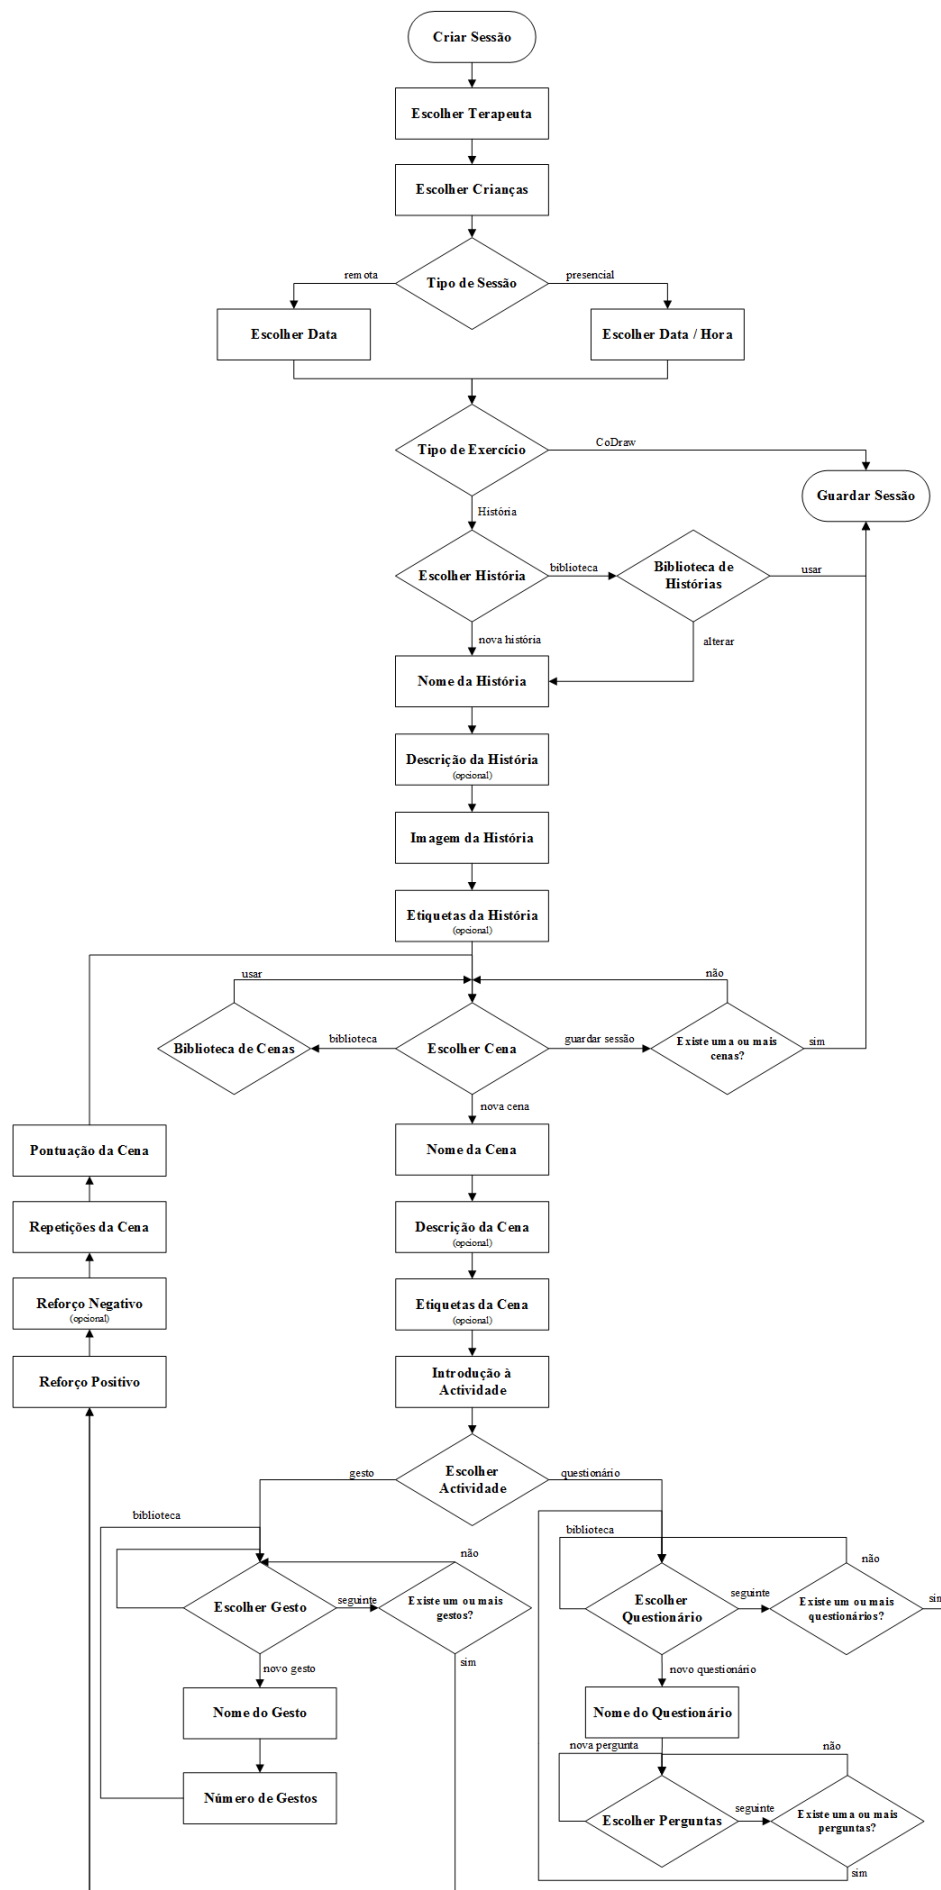 Criar Sessão
Escolher Terapeuta
Escolher Crianças
remota
Tipo de Sessão
presencial
Escolher Data
Escolher Data / Hora
Tipo de Exercício
CoDraw
Guardar Sessão
História
Escolher História
biblioteca
Biblioteca de
Histórias
usar
nova história
alterar
Nome da História
Descrição da História
(opcional)
Imagem da História
Etiquetas da História
(opcional)
usar
não
Biblioteca de Cenas
biblioteca
Escolher Cena
guardar sessão
Existe uma ou mais
cenas?
sim
nova cena
Pontuação da Cena
Nome da Cena
Repetições da Cena
Descrição da Cena
(opcional)
Reforço Negativo
(opcional)
Etiquetas da Cena
(opcional)
Reforço Positivo
Introdução à
Actividade
gesto
Escolher
Actividade
questionário
biblioteca
biblioteca
não
não
Escolher Gesto
seguinte
Existe um ou mais
gestos?
Escolher
Questionário
seguinte
Existe um ou mais
questionários?
sim
novo gesto
sim
novo questionário
Nome do Gesto
Nome do Questionário
nova pergunta
não
Número de Gestos
Escolher Perguntas
seguinte
Existe uma ou mais
perguntas?
sim